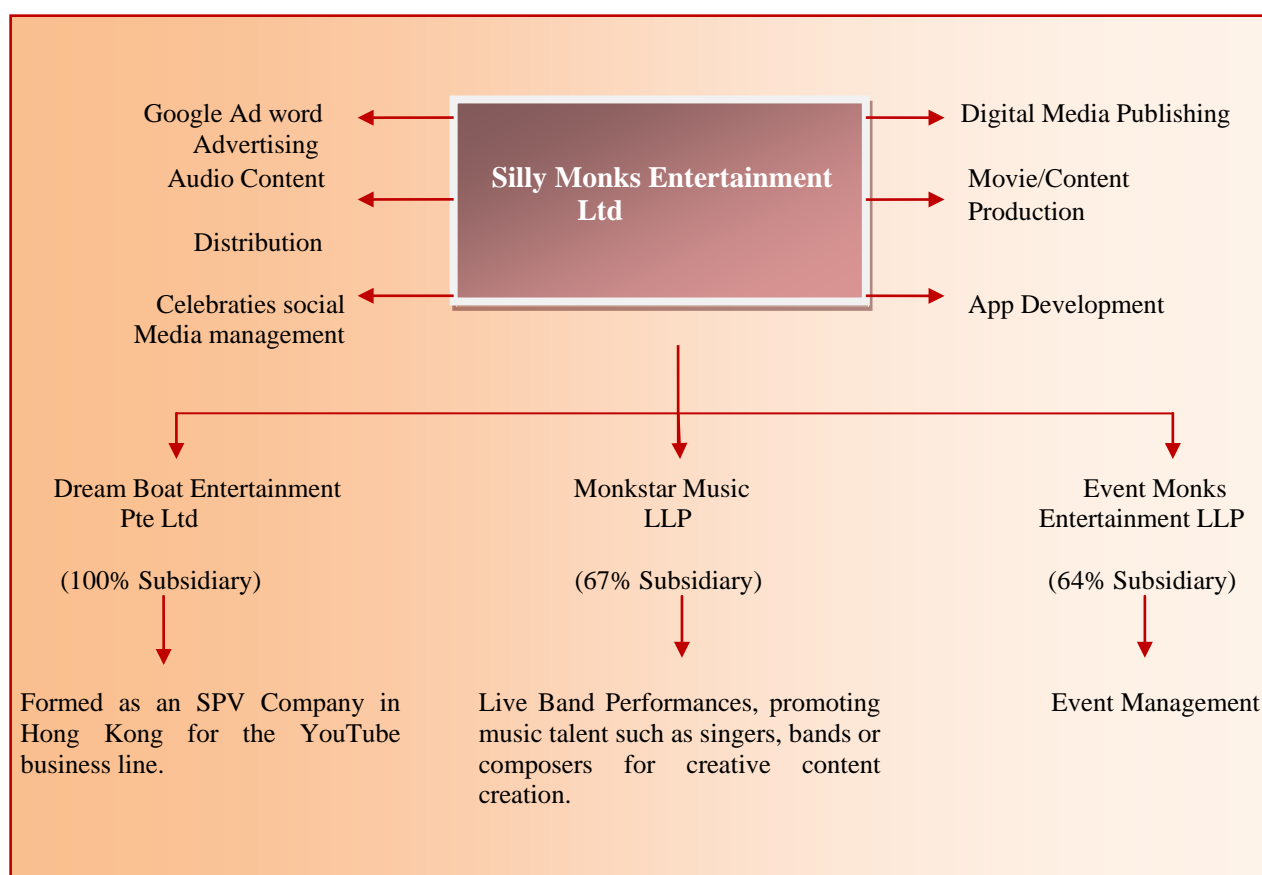 Google Ad word
Advertising
Audio Content
Distribution
Celebraties social
Media management
Silly Monks Entertainment
Ltd
Digital Media Publishing
Movie/Content
Production
App Development
Dream Boat Entertainment
Pte Ltd
(100% Subsidiary)
Formed as an SPV Company in
Hong Kong for the YouTube
business line.
Monkstar Music
LLP
(67% Subsidiary)
Live Band Performances, promoting
music talent such as singers, bands or
composers for creative content
creation.
Event Monks
Entertainment LLP
(64% Subsidiary)
Event Management